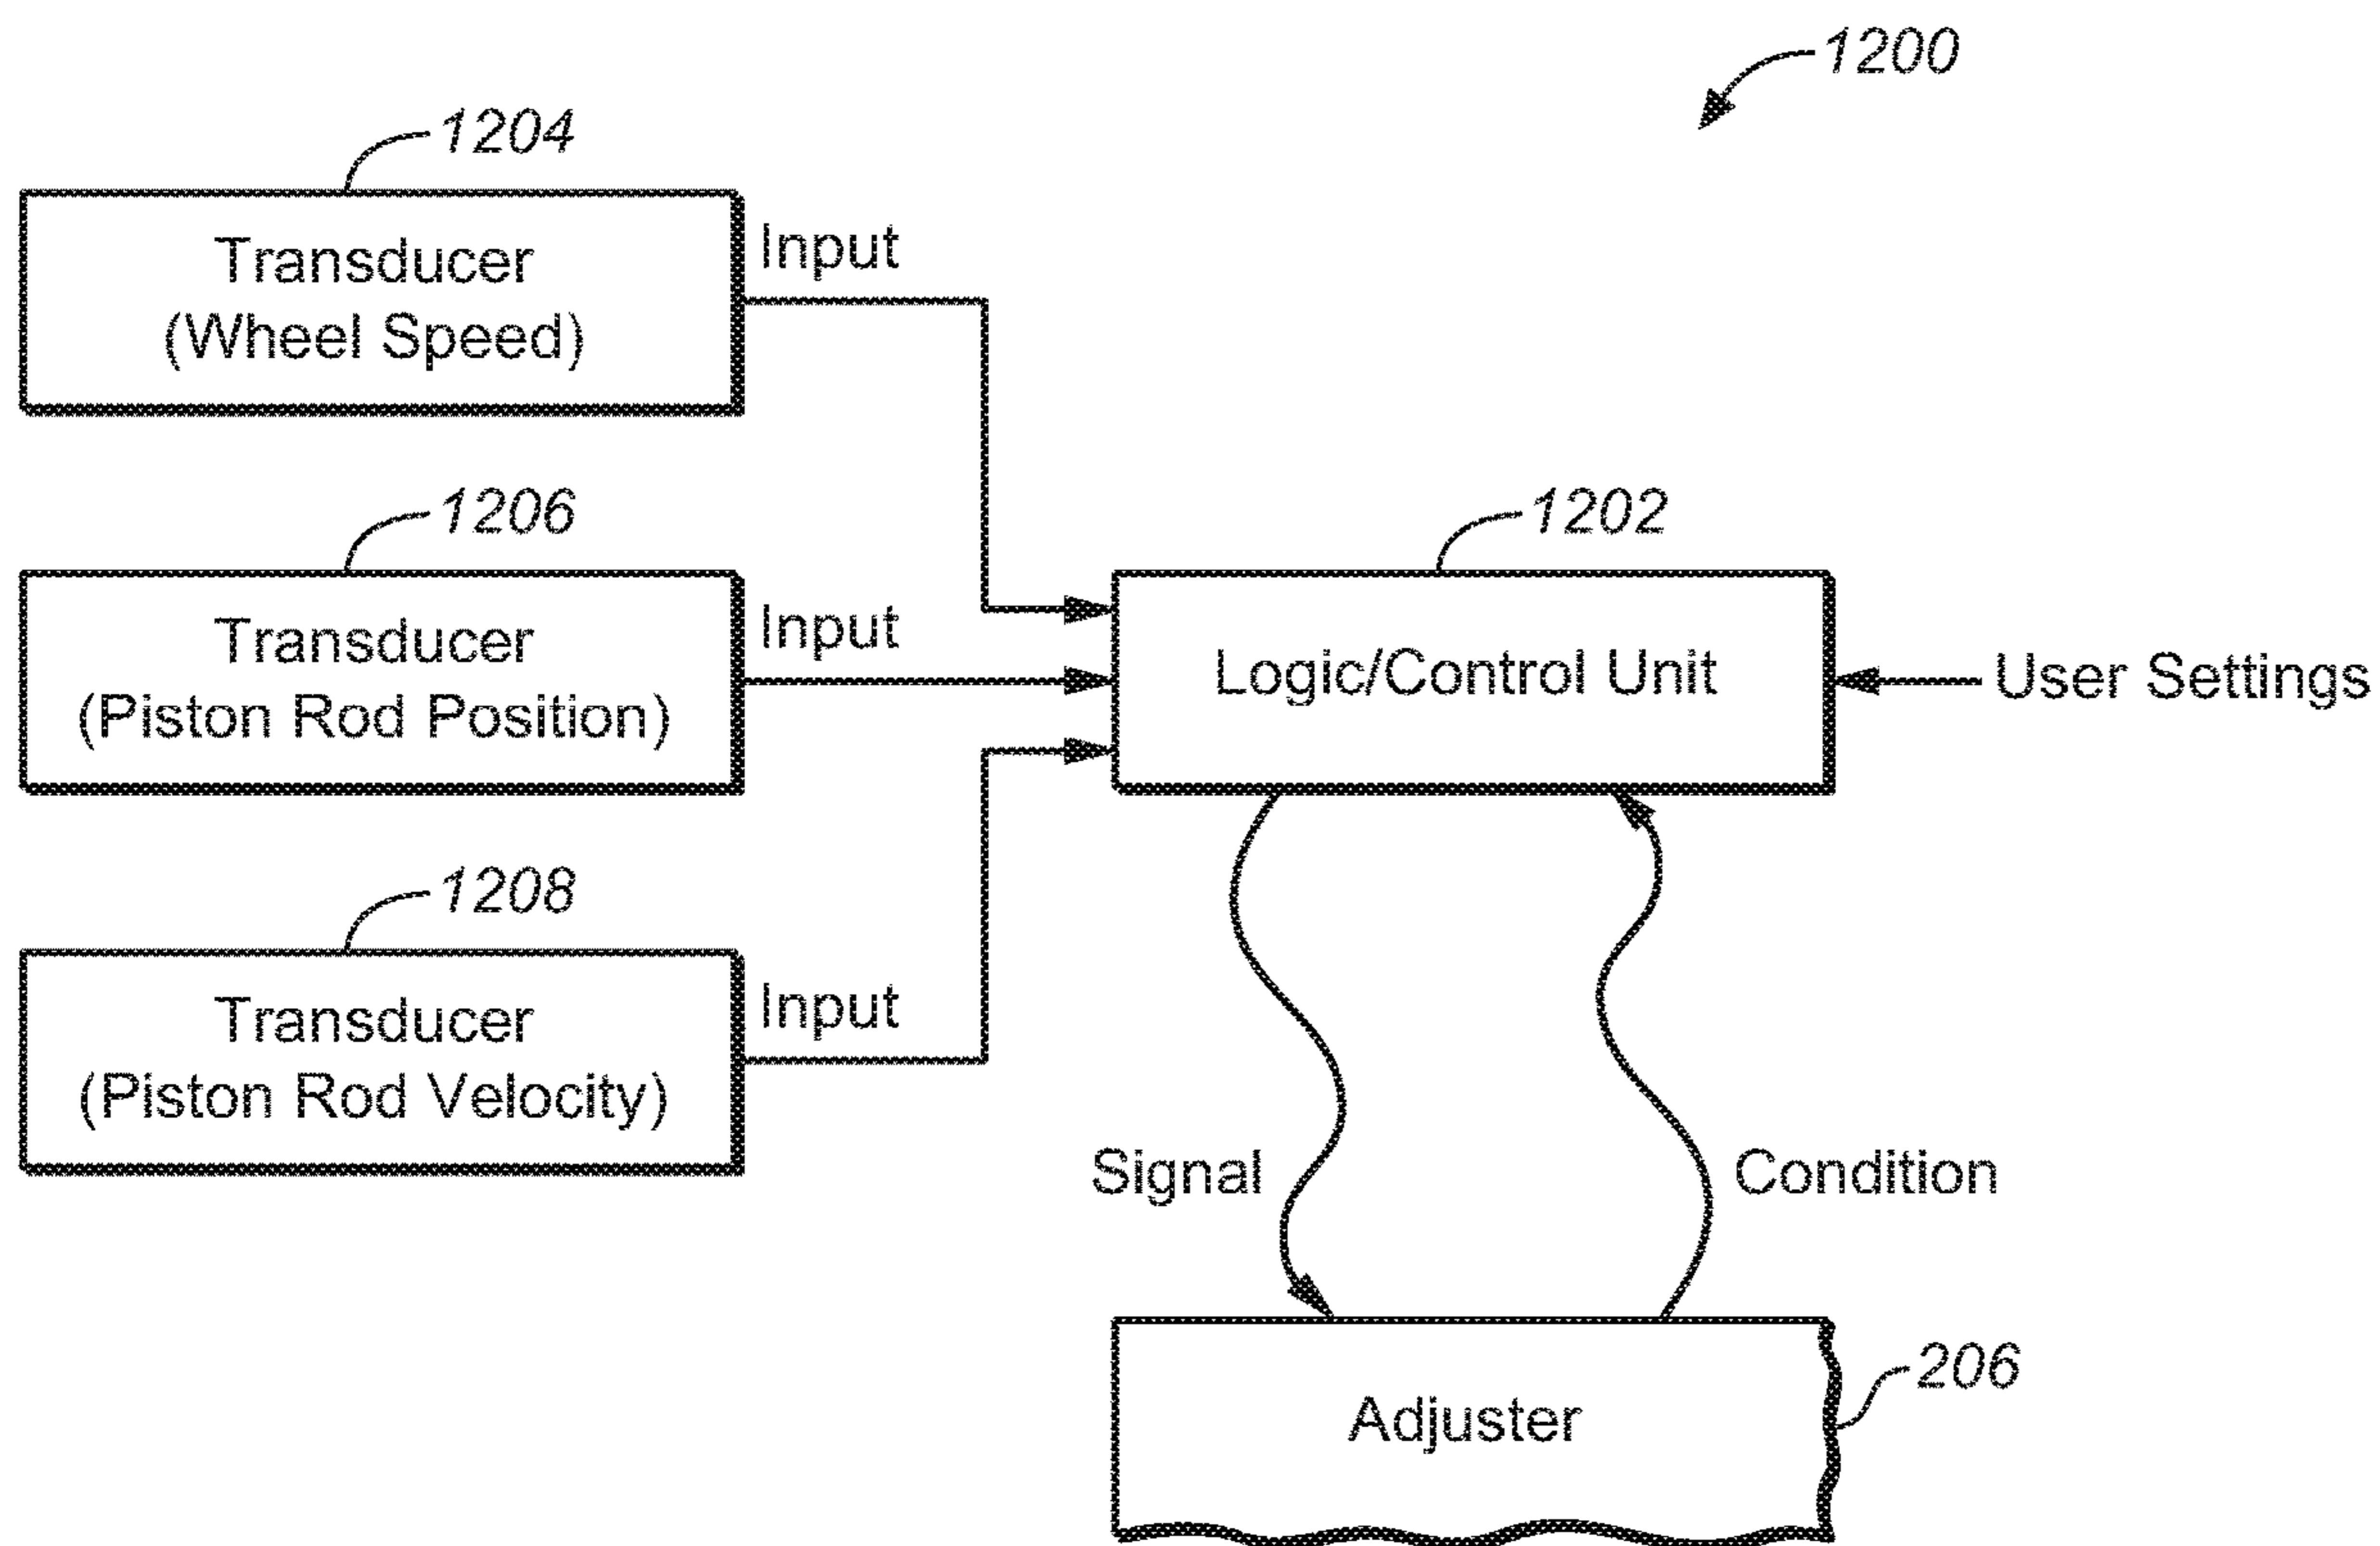 1200
1204
Transducer
(Wheel Speed)
Input
1206
Transducer
(Piston Rod Position)
Input
1202
Logic/Control Unit
User Settings
1208
Transducer
(Piston Rod Velocity)
Input
Signal
Condition
Adjuster
206